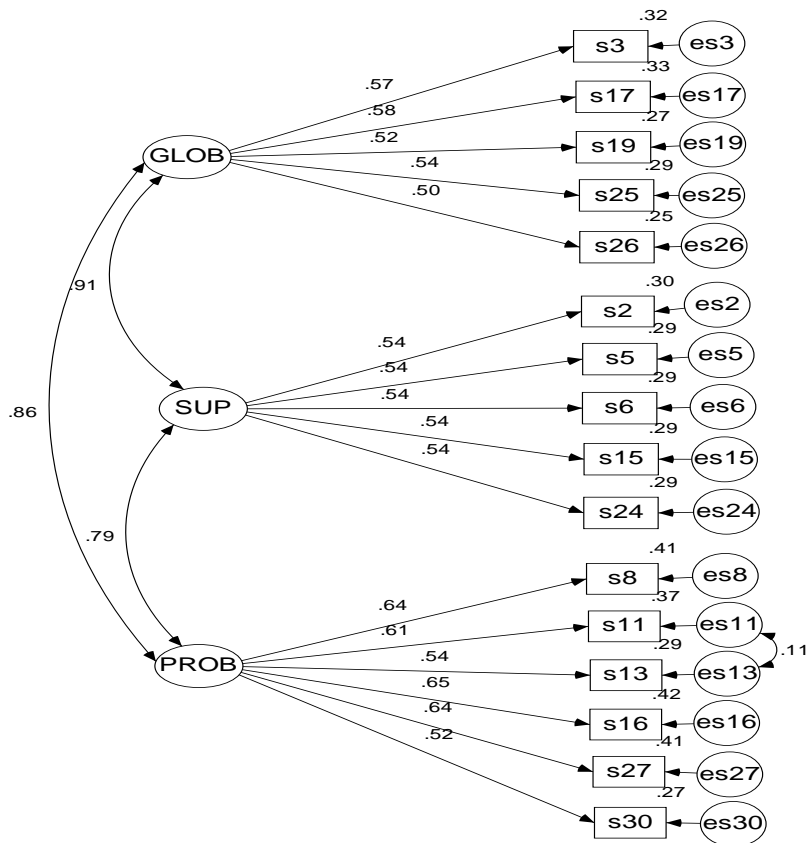 .32
s3
es3
.57
.33
s17
es17
.58
.27
s19
es19
.52
GLOB
.29
s25
es25
.54
.25
s26
es26
.50
.91
.30
s2
es2
.54
.29
s5
es5
.54
.29
s6
es6
.54
SUP
.86
.29
s15
es15
.54
.29
s24
es24
.54
.79
.41
s8
es8
.64
.37
s11
es11
.61
.29
s13
es13
.11
.54
PROB
.42
s16
es16
.65
.41
s27
es27
.64
.27
s30
es30
.52